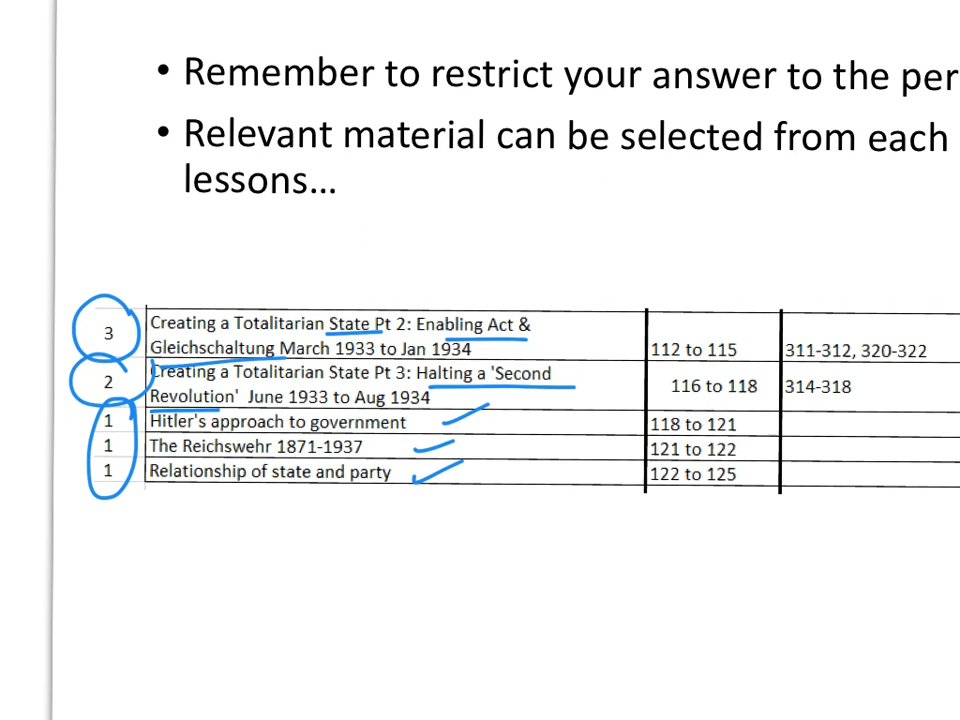 • Remember to restrict your answer to the per
• Relevant material can be selected from each
lessons...
3 Creating a Totalitarian State Pt 2: Enabling Act &
Gleichschaltung March 1933 to Jan 1934 112 to 115 311-312, 320-322
2 Creating a Totalitarian State Pt 3: Halting a 'Second
Revolution' June 1933 to Aug 1934 116 to 118 314-318
1 Hitler's approach to government 118 to 121
1 The Reichswehr 1871-1937 121 to 122
1 Relationship of state and party 122 to 125